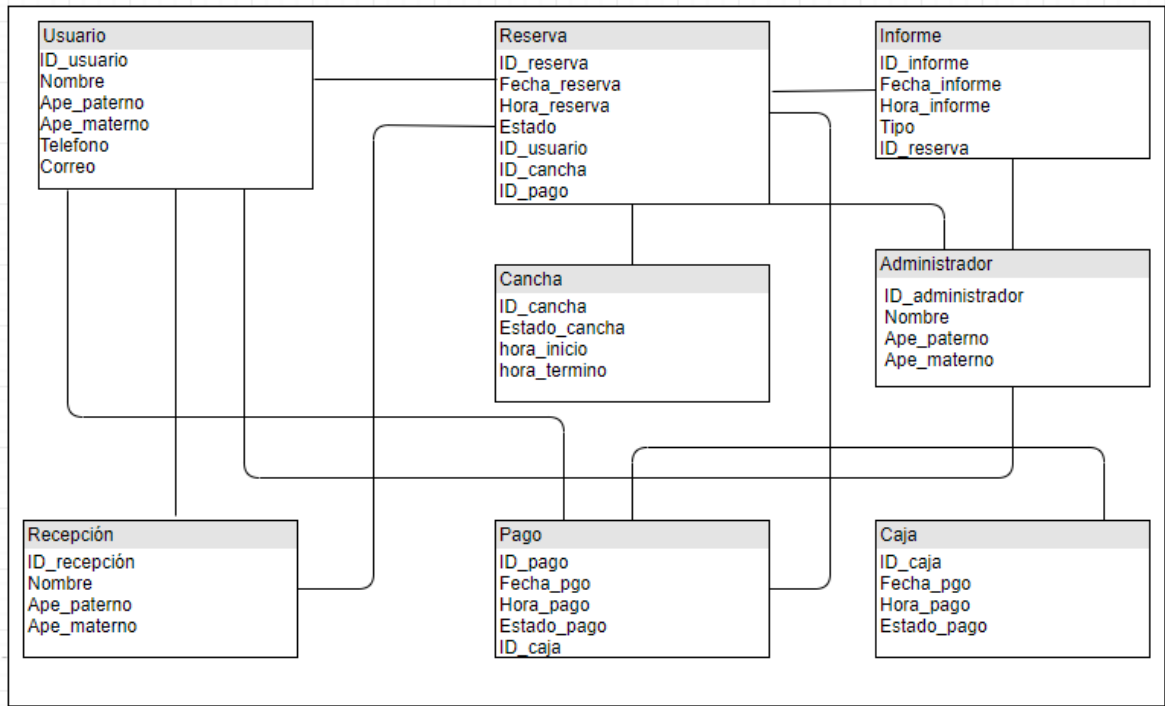 Usuario
ID_usuario
Nombre
Ape_paterno
Ape_materno
Telefono
Correo
Reserva
ID_reserva
Fecha_reserva
Hora_reserva
Estado
ID_usuario
ID_cancha
ID_pago
Informe
ID_informe
Fecha_informe
Hora_informe
Tipo
ID_reserva
Cancha
ID_cancha
Estado_cancha
hora_inicio
hora_termino
Administrador
ID_administrador
Nombre
Ape_paterno
Ape_materno
Recepción
ID_recepción
Nombre
Ape_paterno
Ape_materno
Pago
ID_pago
Fecha_pgo
Hora_pago
Estado_pago
ID_caja
Caja
ID_caja
Fecha_pgo
Hora_pago
Estado_pago